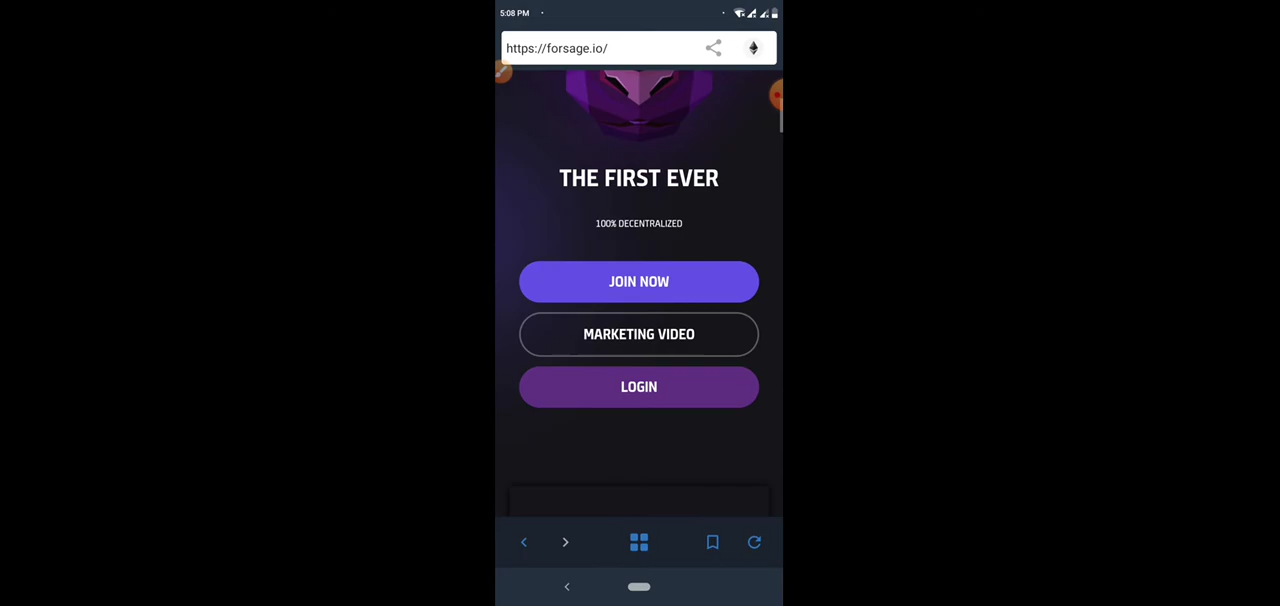 5:08 PM
https://forsage.io/
THE FIRST EVER
100% DECENTRALIZED
JOIN NOW
MARKETING VIDEO
LOGIN